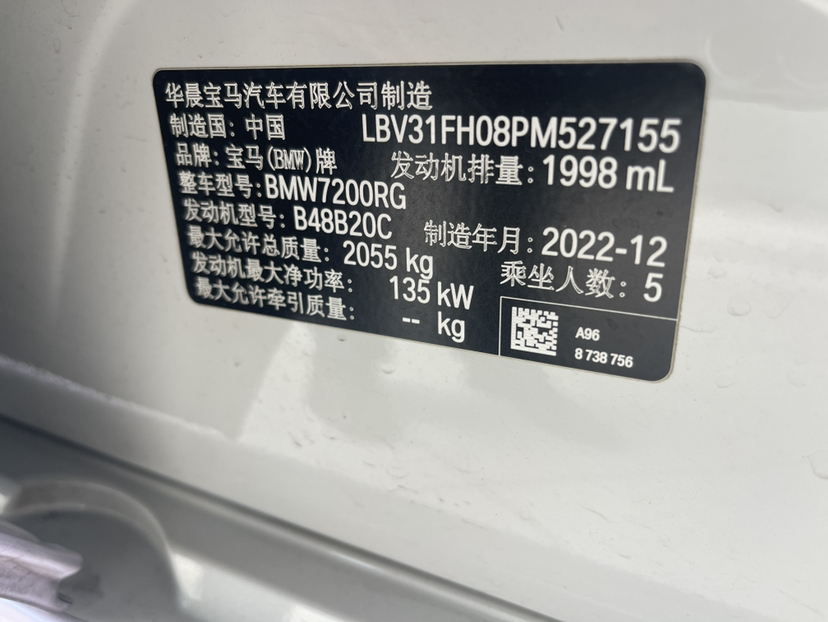 华晨宝马汽车有限公司制造
制造国: 中国 LBV31FH08PM527155
品牌: 宝马(BMW)牌 发动机排量: 1998 mL
整车型号: BMW7200RG
发动机型号: B48B20C 制造年月: 2022-12
最大允许总质量: 2055 kg 乘坐人数: 5
发动机最大净功率: 135 kW
最大允许牵引质量: -- kg
A96
8 738 756